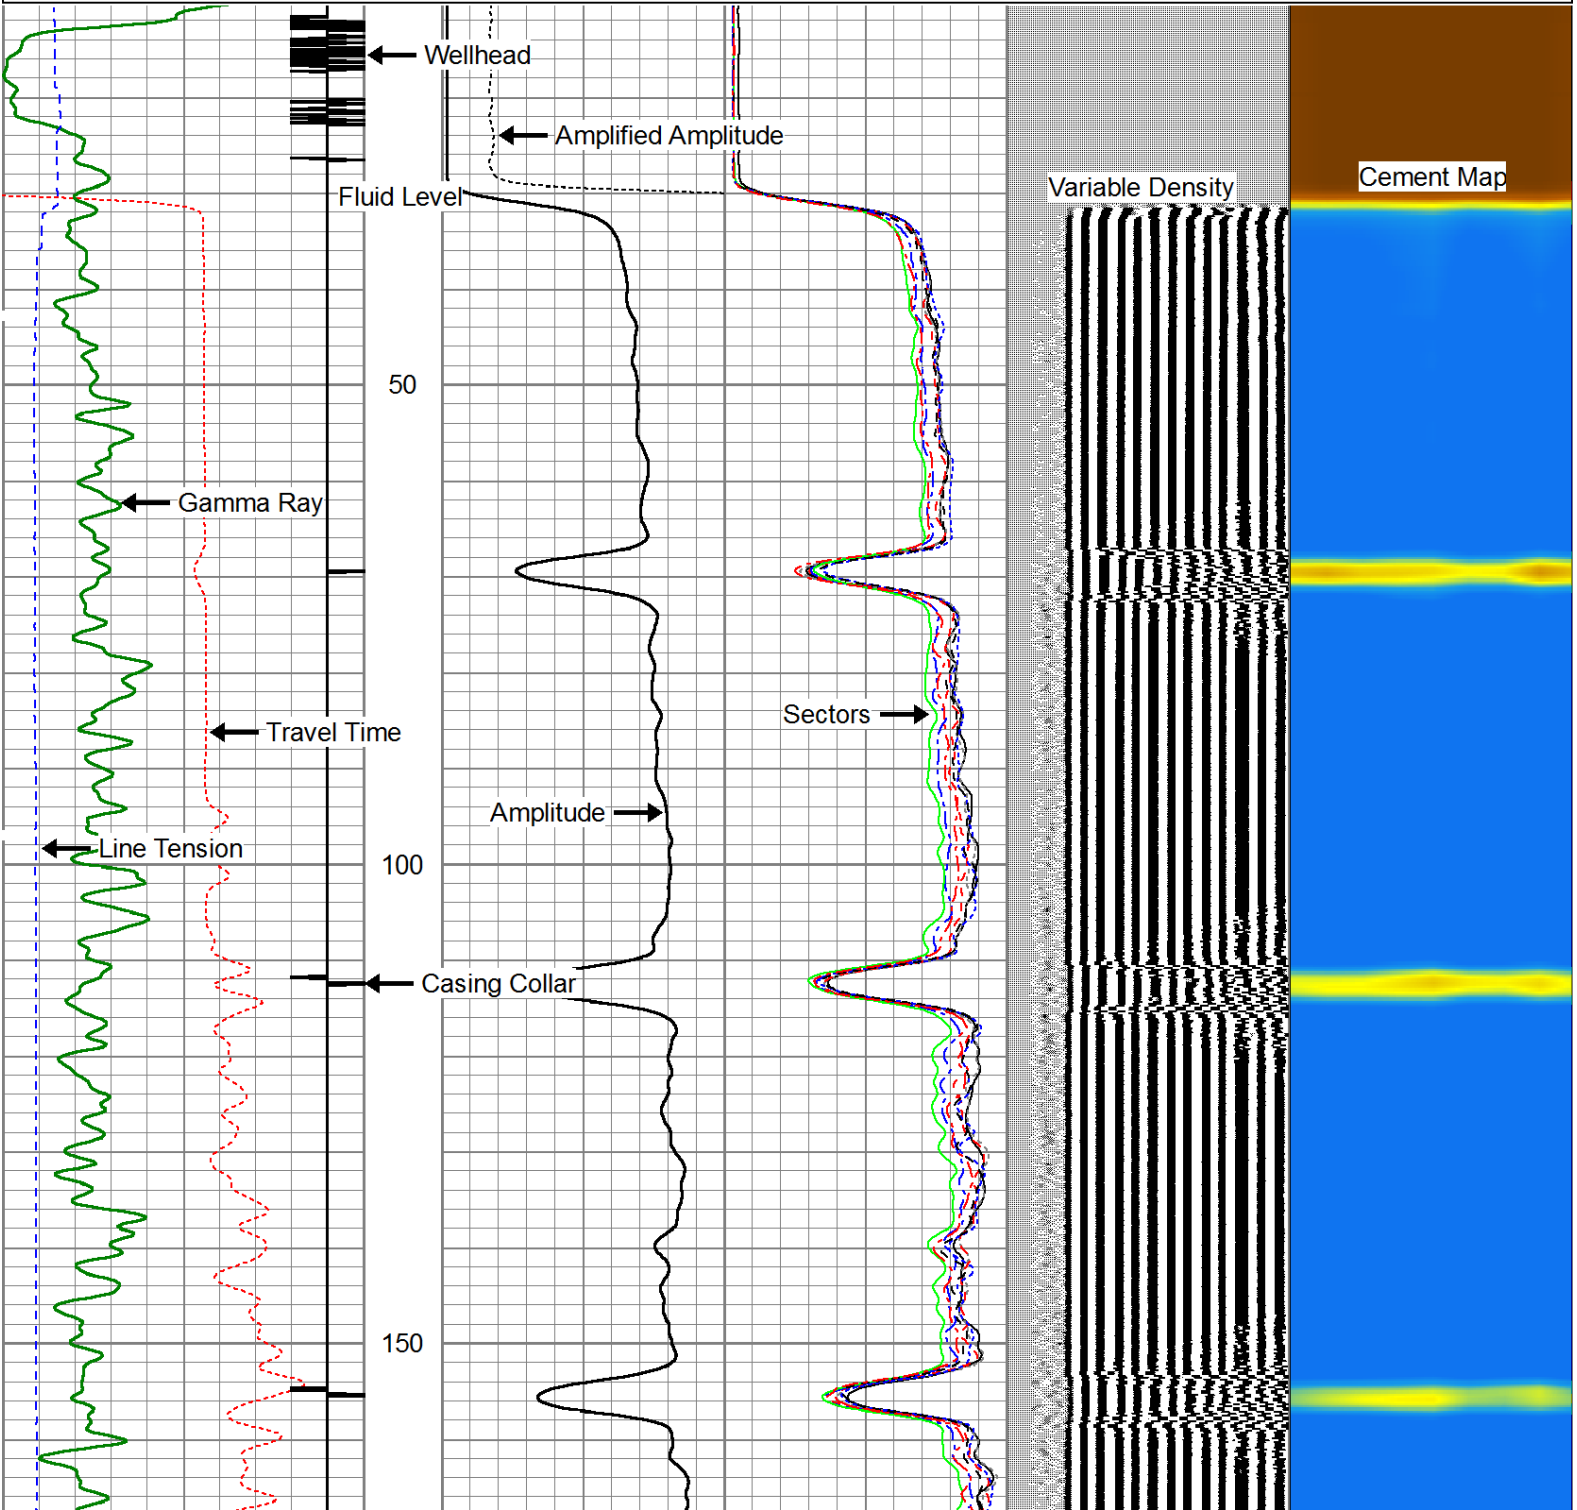 Wellhead
Amplified Amplitude
Cement Map
Variable Density
Fluid Level
50
Gamma Ray
Sectors
Travel Time
Amplitude
Line Tension
100
Casing Collar
150